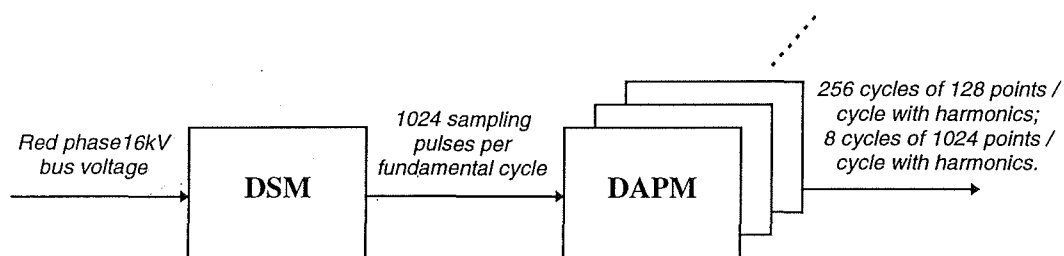 Red phase16kV
bus voltage
DSM
1024 sampling
pulses per
fundamental cycle
DAPM
256 cycles of 128 points /
cycle with harmonics;
8 cycles of 1024 points /
cycle with harmonics.